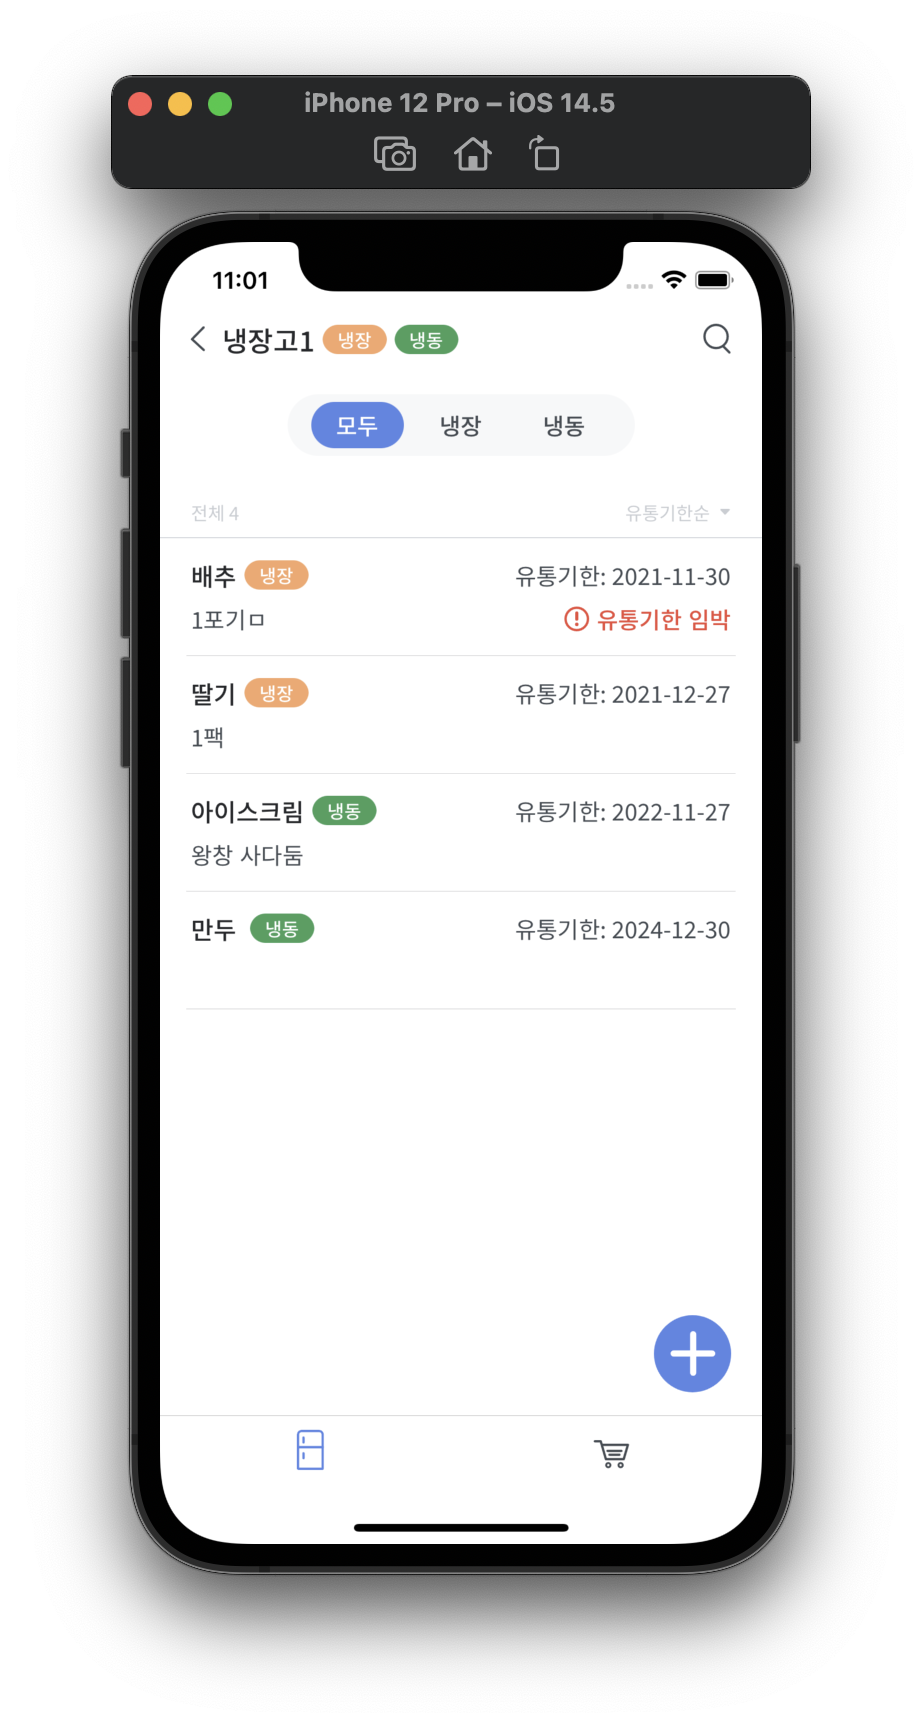 iPhone 12 Pro – iOS 14.5
11:01
냉장고1 냉장 냉동
모두 냉장 냉동
전체 4 유통기한순
배추 냉장 유통기한: 2021-11-30
1포기ㅁ 유통기한 임박
딸기 냉장 유통기한: 2021-12-27
1팩
아이스크림 냉동 유통기한: 2022-11-27
왕창 사다둠
만두 냉동 유통기한: 2024-12-30